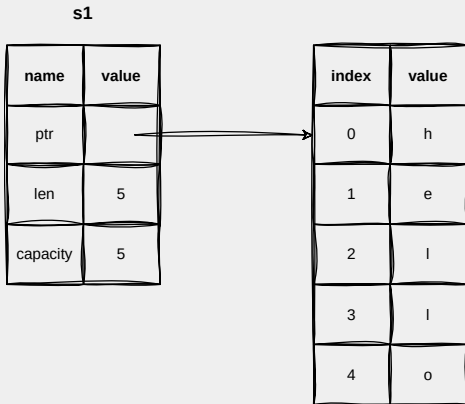 s1
name value
ptr
len 5
capacity 5
index value
0 h
1 e
2 l
3 l
4 o